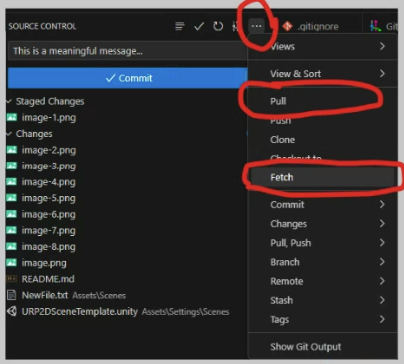 SOURCE CONTROL
This is a meaningful message...
Commit
Staged Changes
image-1.png
Changes
image-2.png
image-3.png
image-4.png
image-5.png
image-6.png
image-7.png
image-8.png
image.png
README.md
NewFile.txt Assets\Scenes
URP2DSceneTemplate.unity Assets\Settings\Scenes
.gitignore
Git
Views
View & Sort
Pull
Push
Clone
Checkout to
Fetch
Commit
Changes
Pull, Push
Branch
Remote
Stash
Tags
Show Git Output